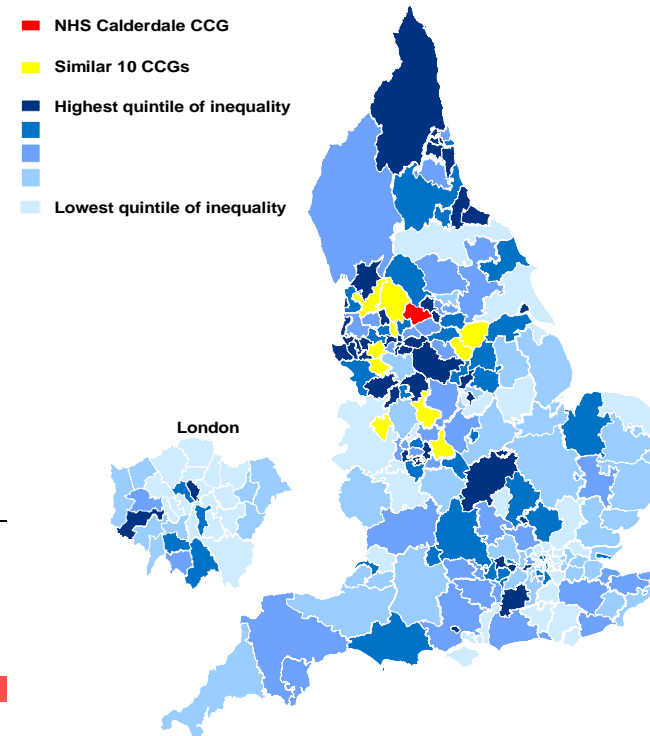 NHS Calderdale CCG
Similar 10 CCGs
Highest quintile of inequality
Lowest quintile of inequality
London